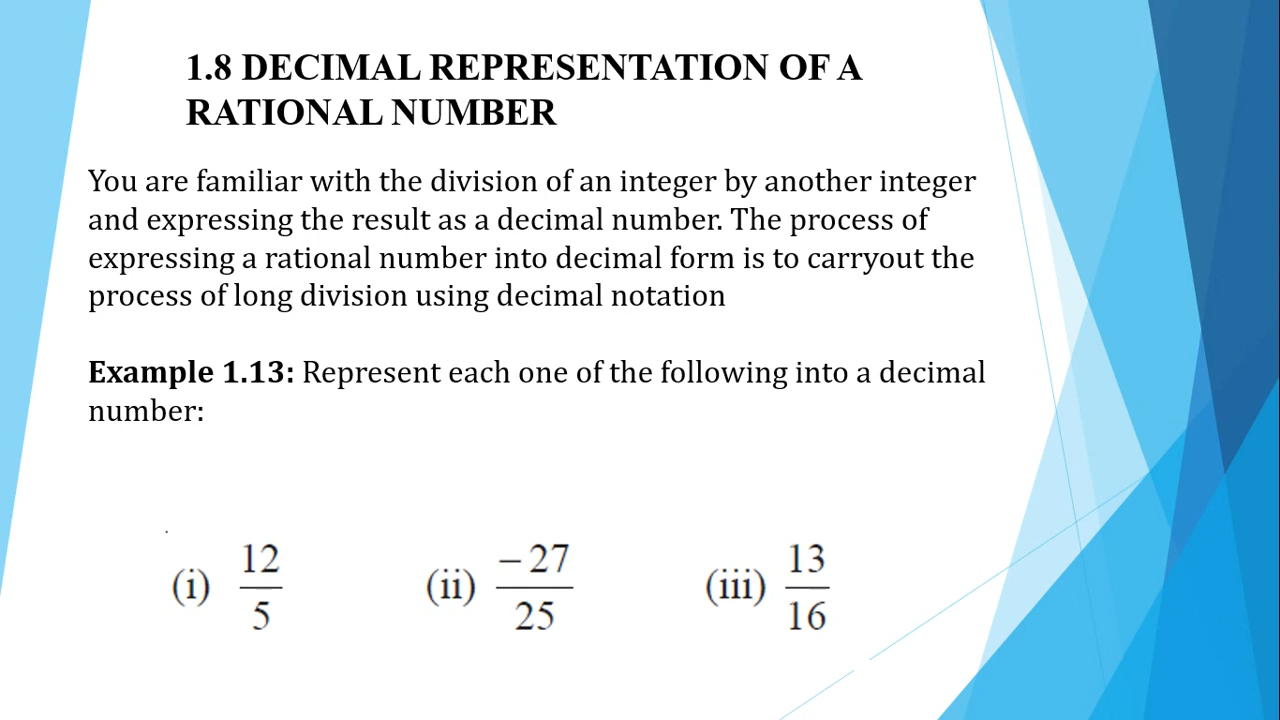 1.8 DECIMAL REPRESENTATION OF A
RATIONAL NUMBER
You are familiar with the division of an integer by another integer
and expressing the result as a decimal number. The process of
expressing a rational number into decimal form is to carryout the
process of long division using decimal notation
Example 1.13: Represent each one of the following into a decimal
number:
(i) 12/5 (ii) −27/25 (iii) 13/16